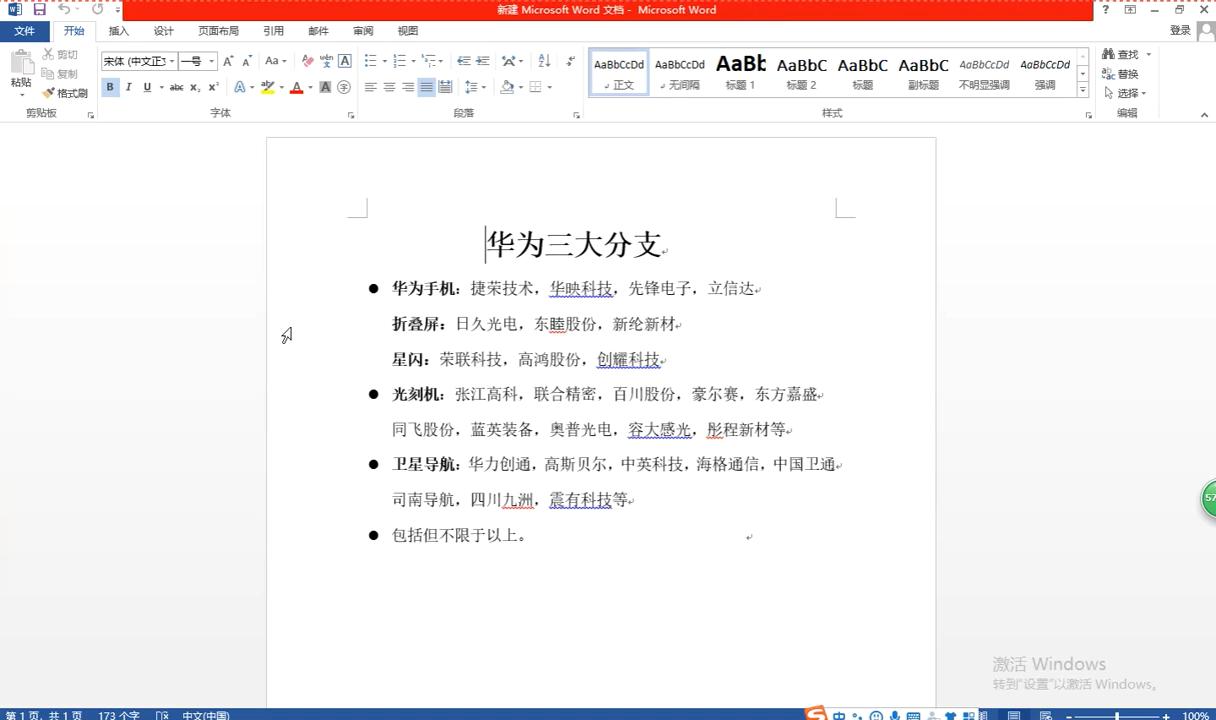 新建 Microsoft Word 文档 - Microsoft Word
文件 开始 插入 设计 页面布局 引用 邮件 审阅 视图 登录
粘贴 剪切 复制 格式刷 剪贴板
宋体 (中文正 一号 Aa 字体
B I U abc 段落
AaBbCcDd AaBbCcDd AaBb AaBbC AaBbC AaBbC AaBbCcDd AaBbCcDd
正文 无间隔 标题 1 标题 2 标题 副标题 不明显强调 强调
样式
查找
替换
选择
编辑
华为三大分支
● 华为手机：捷荣技术，华映科技，先锋电子，立信达
折叠屏：日久光电，东睦股份，新纶新材
星闪：荣联科技，高鸿股份，创耀科技
● 光刻机：张江高科，联合精密，百川股份，豪尔赛，东方嘉盛
同飞股份，蓝英装备，奥普光电，容大感光，彤程新材等
● 卫星导航：华力创通，高斯贝尔，中英科技，海格通信，中国卫通
司南导航，四川九洲，震有科技等
● 包括但不限于以上。
57
激活 Windows
转到“设置”以激活 Windows。
第 1 页，共 1 页 173 个字 中文(中国) 中 100%